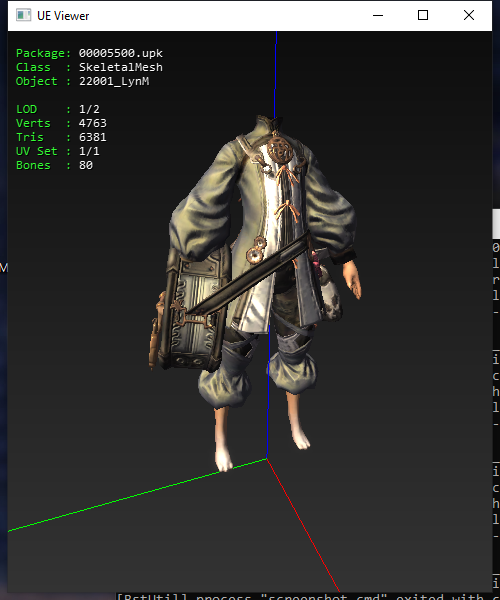 UE Viewer
Package: 00005500.upk
Class  : SkeletalMesh
Object : 22001_LynM
LOD    : 1/2
Verts  : 4763
Tris   : 6381
UV Set : 1/1
Bones  : 80
[RstUtil] process "screenshot.cmd" exited with c